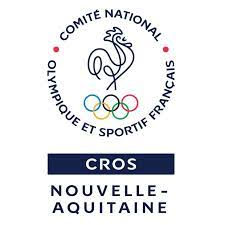 COMITÉ NATIONAL
OLYMPIQUE ET SPORTIF FRANÇAIS
CROS
NOUVELLE-
AQUITAINE